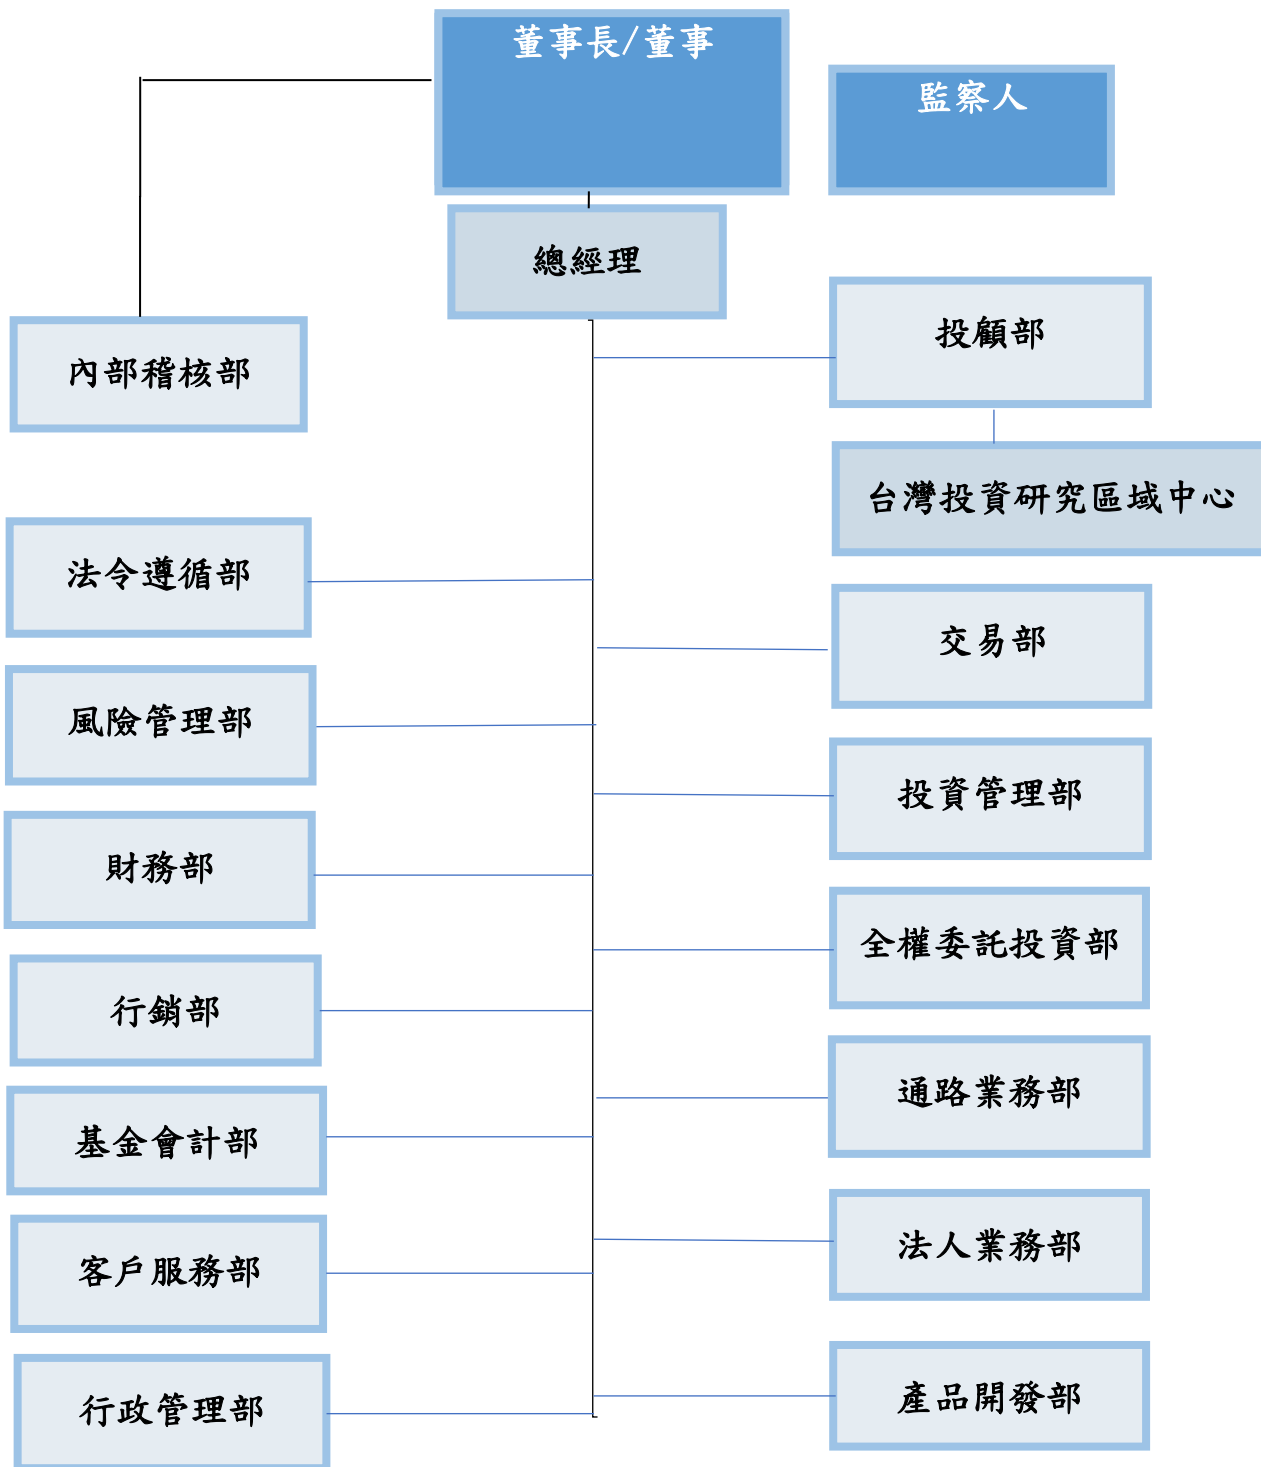 董事長/董事
監察人
總經理
投顧部
內部稽核部
台灣投資研究區域中心
法令遵循部
交易部
風險管理部
投資管理部
財務部
全權委託投資部
行銷部
通路業務部
基金會計部
法人業務部
客戶服務部
產品開發部
行政管理部